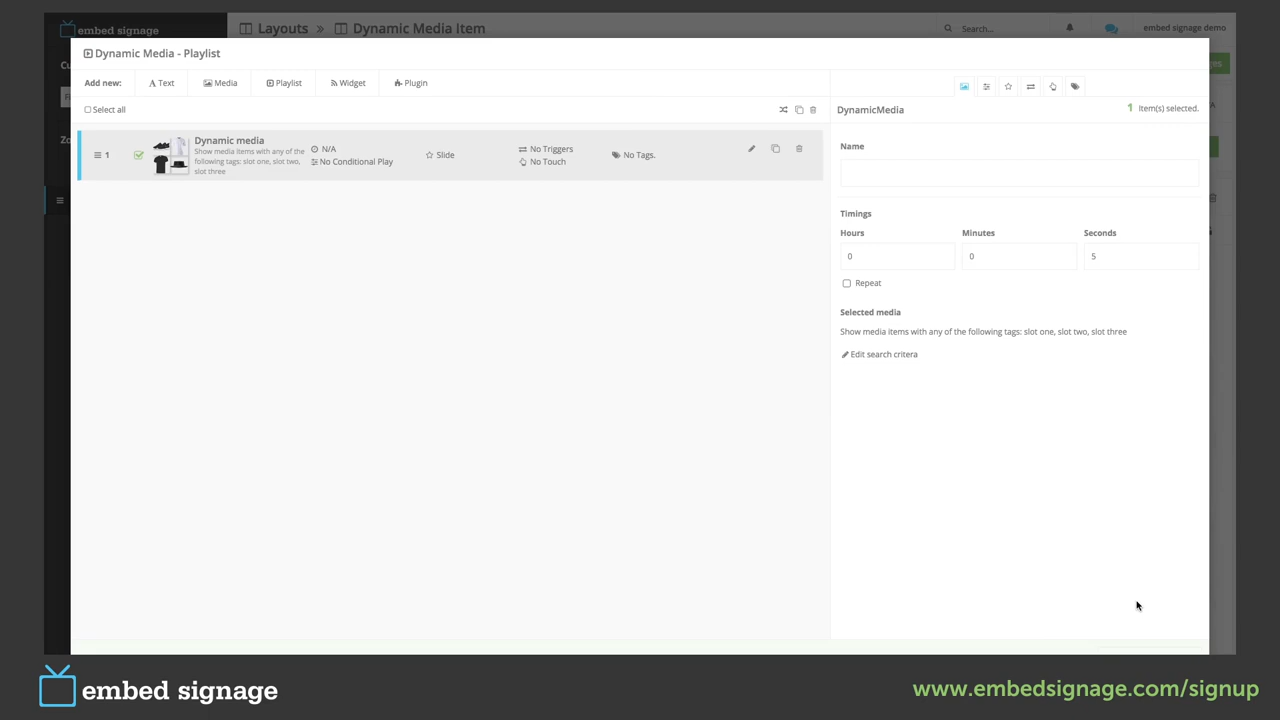 embed signage
Layouts » Dynamic Media Item
Search...
embed signage demo
Dynamic Media - Playlist
Add new: Text Media Playlist Widget Plugin
Select all
DynamicMedia
1 Item(s) selected.
1
Dynamic media
Show media items with any of the
following tags: slot one, slot two,
slot three
N/A
No Conditional Play
Slide
No Triggers
No Touch
No Tags.
Name
Timings
Hours Minutes Seconds
0 0 5
Repeat
Selected media
Show media items with any of the following tags: slot one, slot two, slot three
Edit search critera
embed signage
www.embedsignage.com/signup